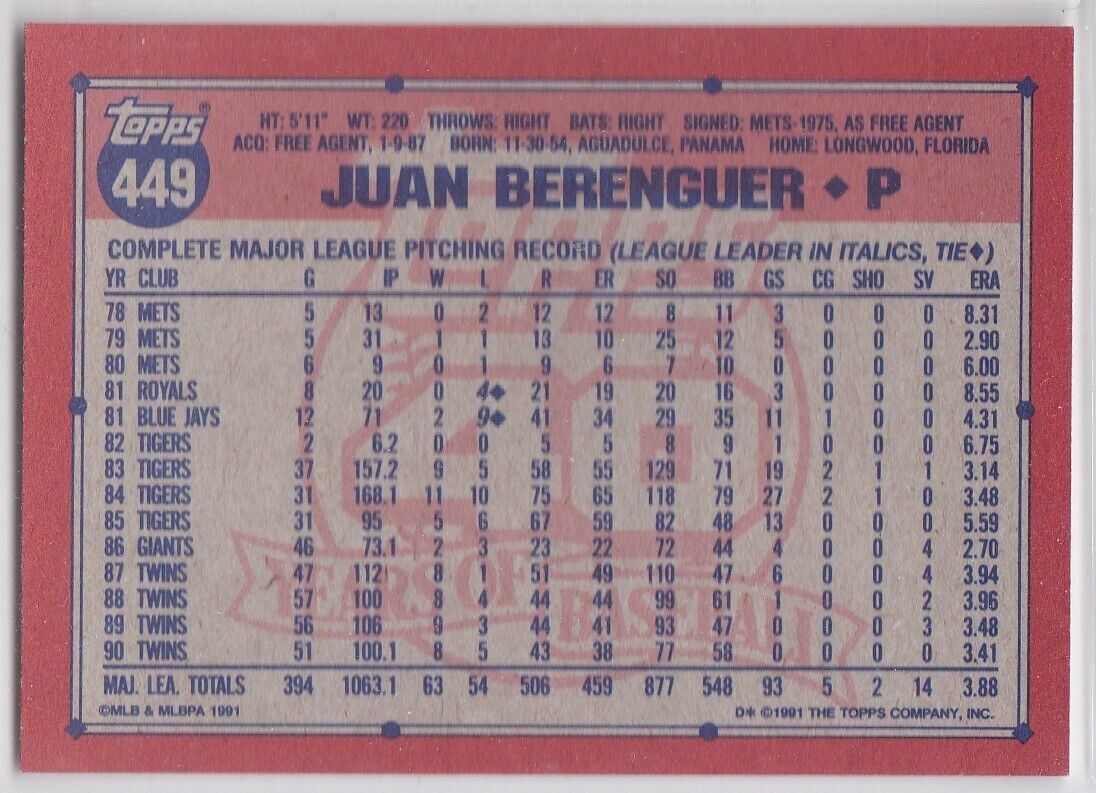 TOPPS®
449
HT: 5'11" WT: 220 THROWS: RIGHT BATS: RIGHT SIGNED: METS-1975, AS FREE AGENT
ACQ: FREE AGENT, 1-9-87 BORN: 11-30-54, AGUADULCE, PANAMA HOME: LONGWOOD, FLORIDA
JUAN BERENGUER ♦ P
COMPLETE MAJOR LEAGUE PITCHING RECORD (LEAGUE LEADER IN ITALICS, TIE♦)
YR CLUB G IP W L R ER SO BB GS CG SHO SV ERA
78 METS 5 13 0 2 12 12 8 11 3 0 0 0 8.31
79 METS 5 31 1 1 13 10 25 12 5 0 0 0 2.90
80 METS 6 9 0 1 9 6 7 10 0 0 0 0 6.00
81 ROYALS 8 20 0 4♦ 21 19 20 16 3 0 0 0 8.55
81 BLUE JAYS 12 71 2 9♦ 41 34 29 35 11 1 0 0 4.31
82 TIGERS 2 6.2 0 0 5 5 8 9 1 0 0 0 6.75
83 TIGERS 37 157.2 9 5 58 55 129 71 19 2 1 1 3.14
84 TIGERS 31 168.1 11 10 75 65 118 79 27 2 1 0 3.48
85 TIGERS 31 95 5 6 67 59 82 48 13 0 0 0 5.59
86 GIANTS 46 73.1 2 3 23 22 72 44 4 0 0 4 2.70
87 TWINS 47 112 8 1 51 49 110 47 6 0 0 4 3.94
88 TWINS 57 100 8 4 44 44 99 61 1 0 0 2 3.96
89 TWINS 56 106 9 3 44 41 93 47 0 0 0 3 3.48
90 TWINS 51 100.1 8 5 43 38 77 58 0 0 0 0 3.41
MAJ. LEA. TOTALS 394 1063.1 63 54 506 459 877 548 93 5 2 14 3.88
©MLB & MLBPA 1991 D* ©1991 THE TOPPS COMPANY, INC.
TOPPS
40
YEARS OF
BASEBALL